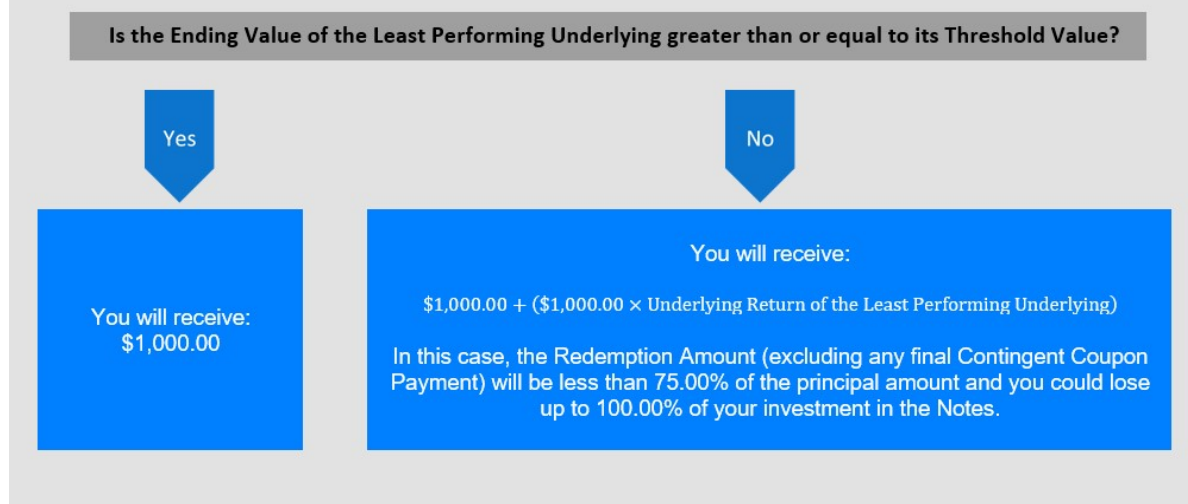 Is the Ending Value of the Least Performing Underlying greater than or equal to its Threshold Value?
Yes
No
You will receive:
$1,000.00
You will receive:
$1,000.00 + ($1,000.00 × Underlying Return of the Least Performing Underlying)
In this case, the Redemption Amount (excluding any final Contingent Coupon
Payment) will be less than 75.00% of the principal amount and you could lose
up to 100.00% of your investment in the Notes.